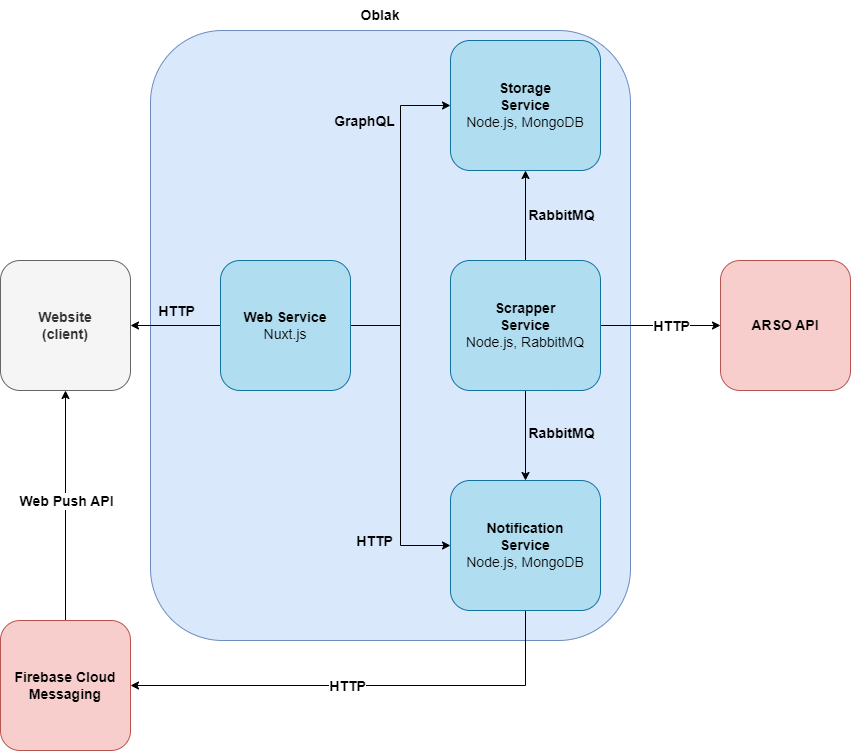 Oblak
Storage
Service
Node.js, MongoDB
GraphQL
RabbitMQ
Website
(client)
HTTP
Web Service
Nuxt.js
Scrapper
Service
Node.js, RabbitMQ
HTTP
ARSO API
RabbitMQ
Web Push API
HTTP
Notification
Service
Node.js, MongoDB
Firebase Cloud
Messaging
HTTP